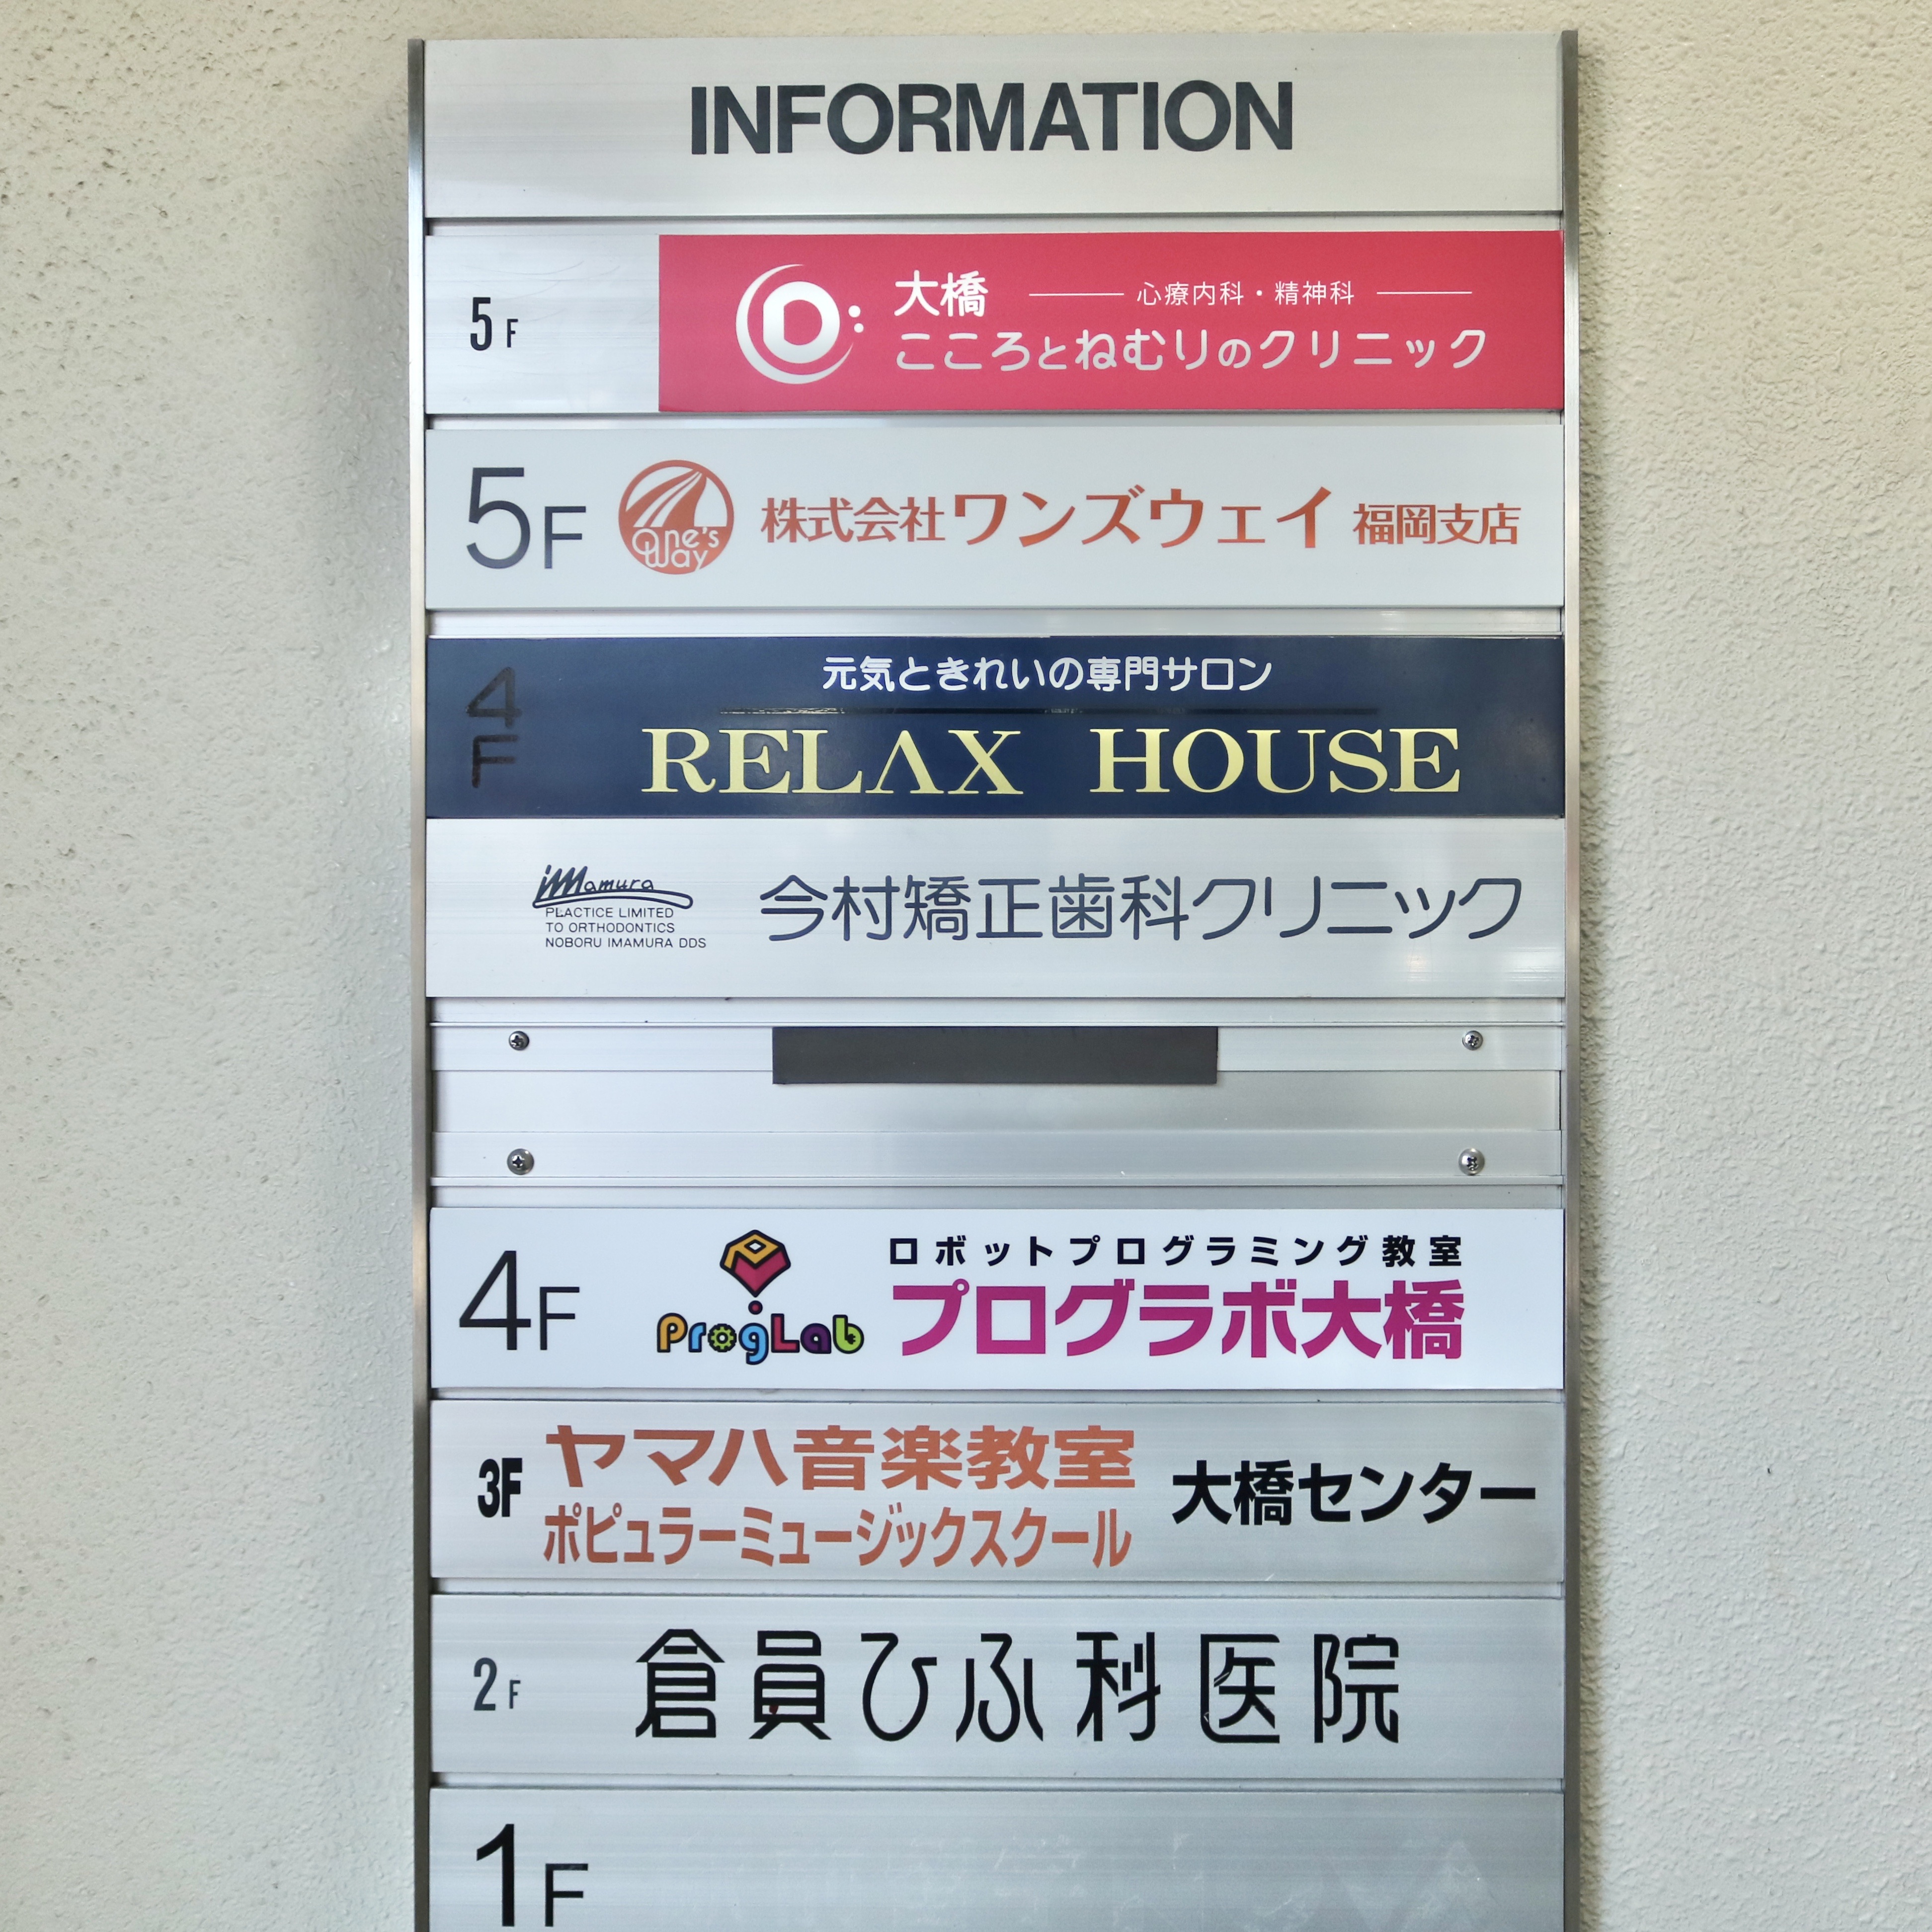 INFORMATION
5F
大橋 心療内科・精神科
こころとねむりのクリニック
5F One's Way 株式会社ワンズウェイ 福岡支店
4F
元気ときれいの専門サロン
RELAX HOUSE
imamura
PLACTICE LIMITED
TO ORTHODONTICS
NOBORU IMAMURA DDS
今村矯正歯科クリニック
4F
ProgLab
ロボットプログラミング教室
プログラボ大橋
3F
ヤマハ音楽教室
ポピュラーミュージックスクール
大橋センター
2F 倉員ひふ科医院
1F